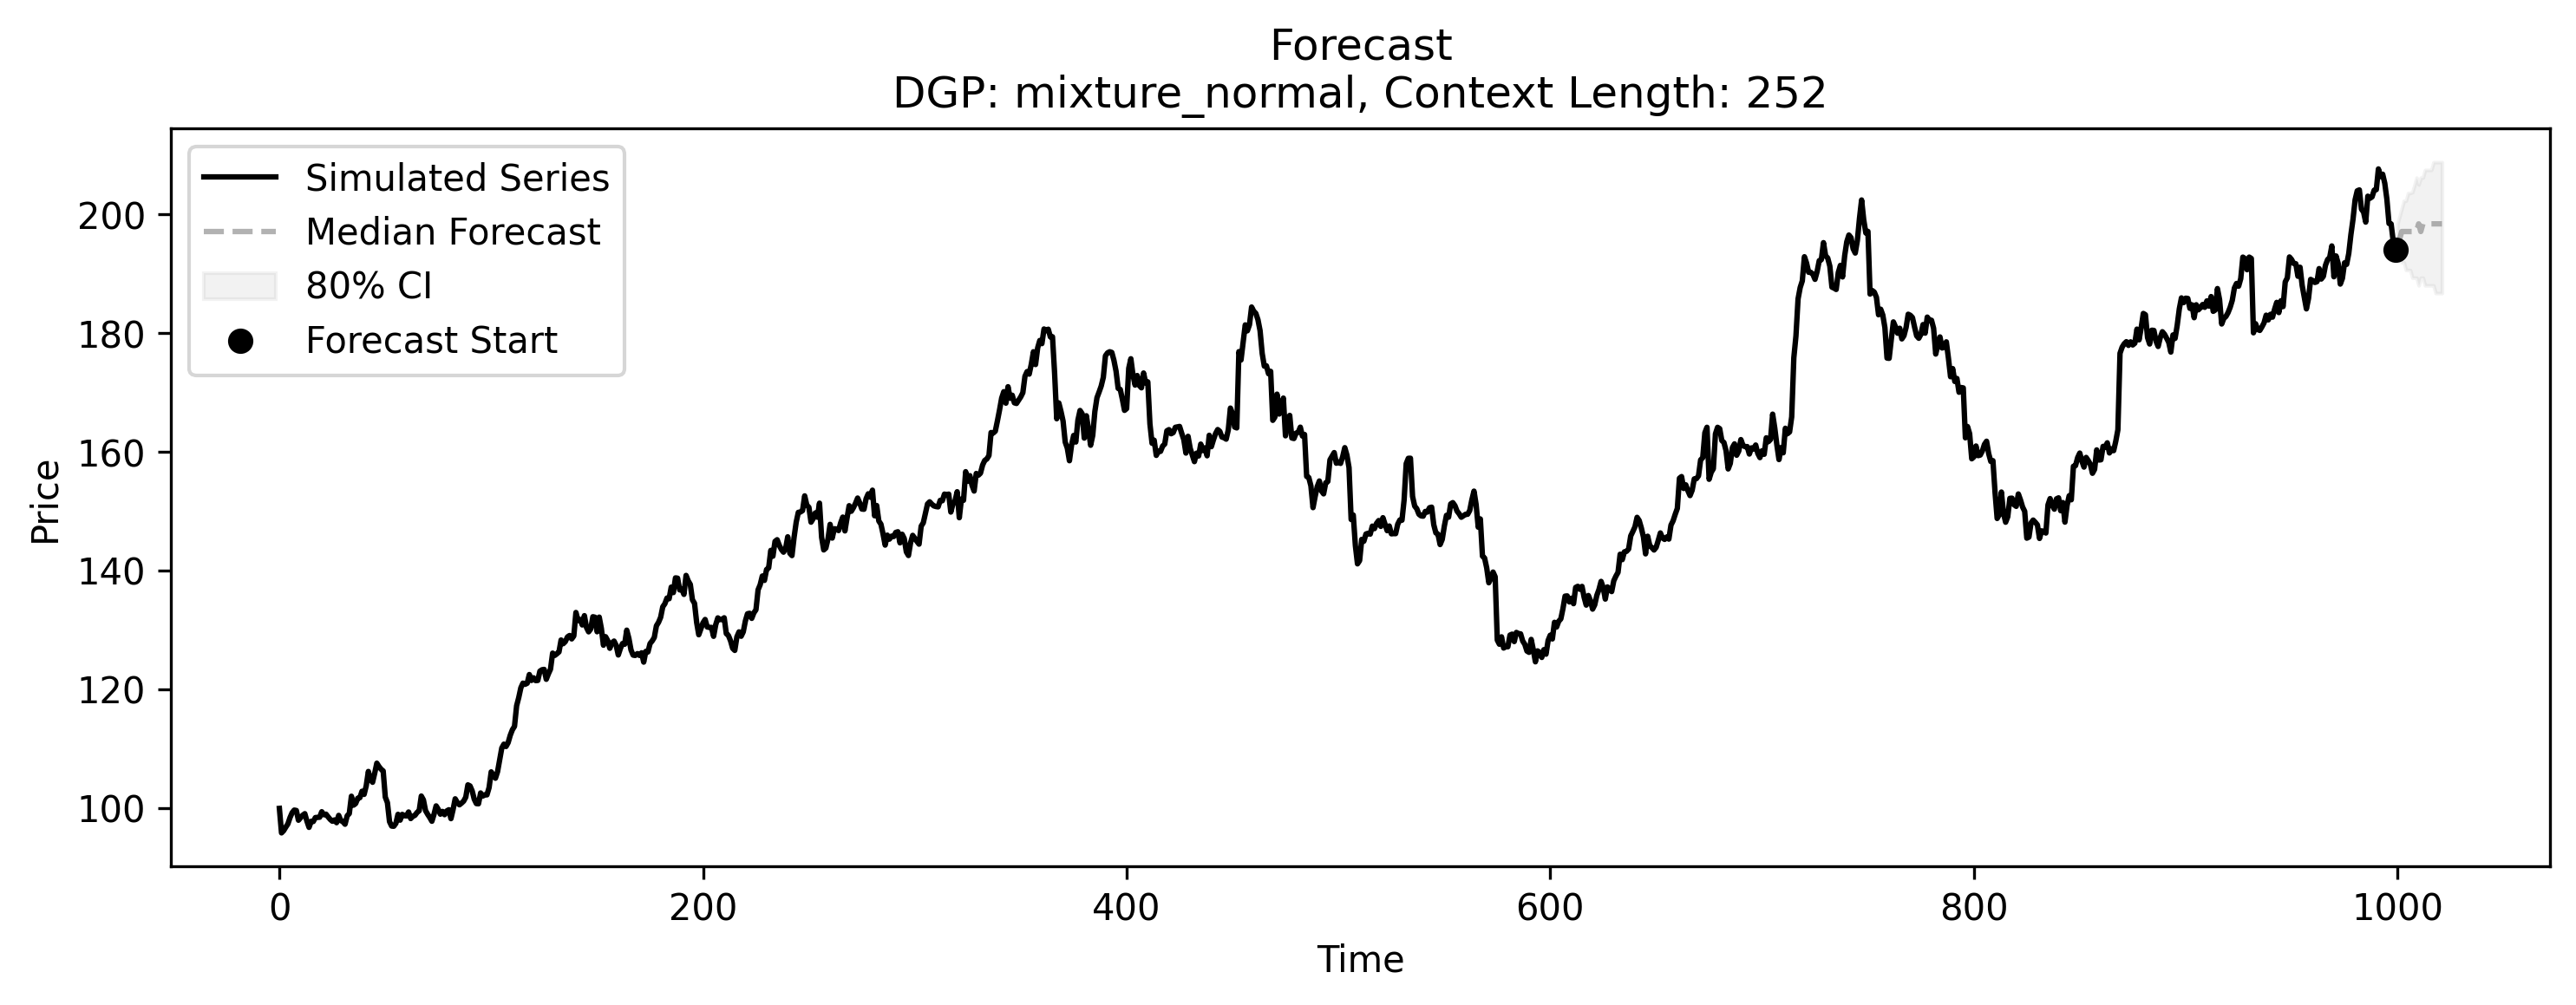 Forecast
DGP: mixture_normal, Context Length: 252
Simulated Series
Median Forecast
80% CI
Forecast Start
Price
200
180
160
140
120
100
0
200
400
600
800
1000
Time